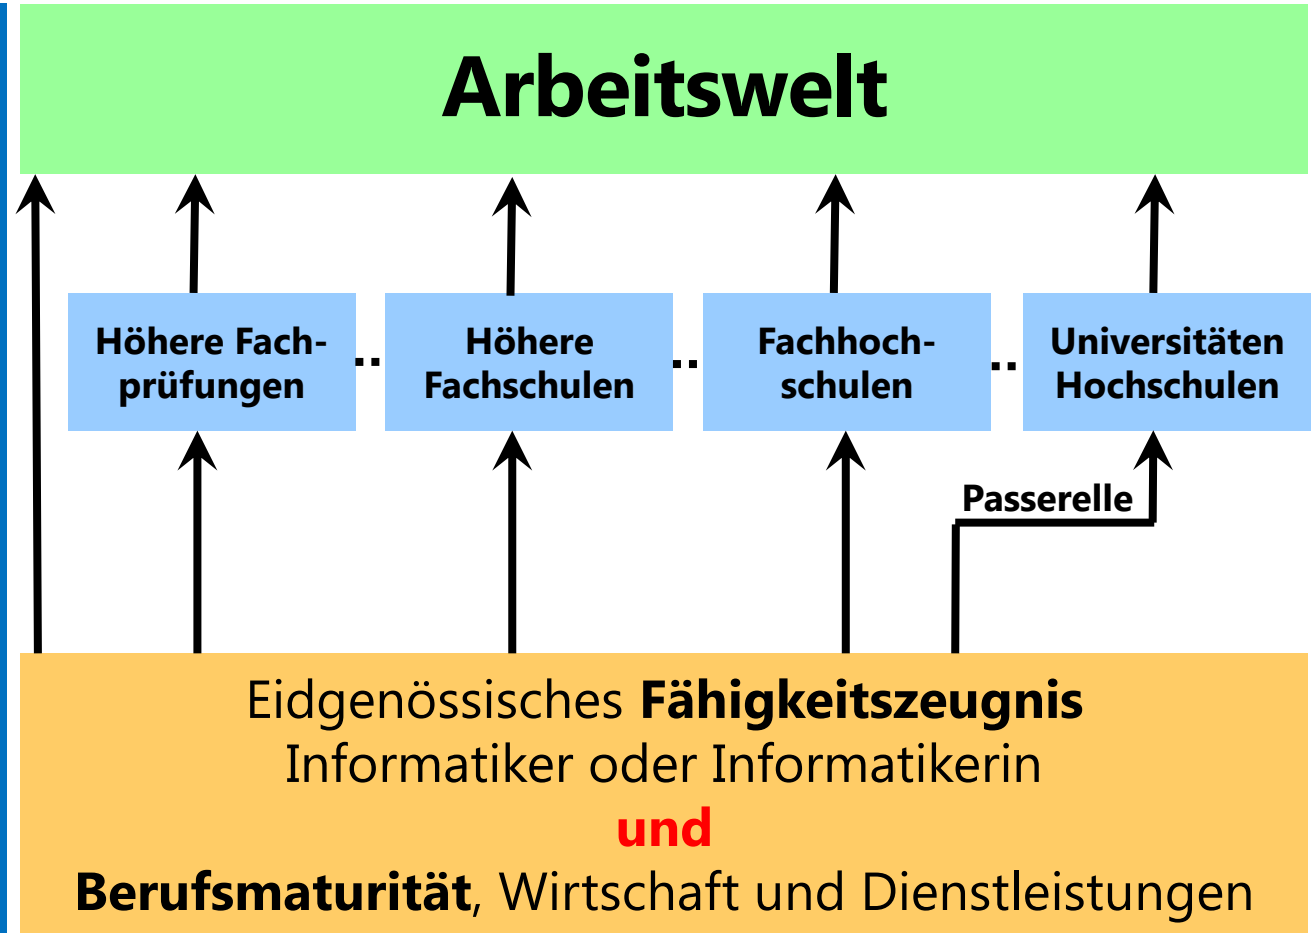 Arbeitswelt
Höhere Fach-
prüfungen
Höhere
Fachschulen
Fachhoch-
schulen
Universitäten
Hochschulen
Passerelle
Eidgenössisches Fähigkeitszeugnis
Informatiker oder Informatikerin
und
Berufsmaturität, Wirtschaft und Dienstleistungen